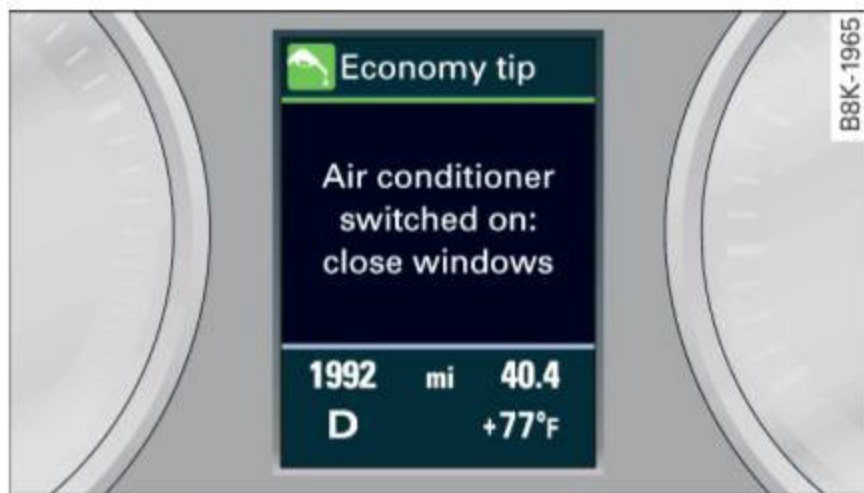 Economy tip
Air conditioner
switched on:
close windows
1992 mi 40.4
D +77°F
B8K-1965